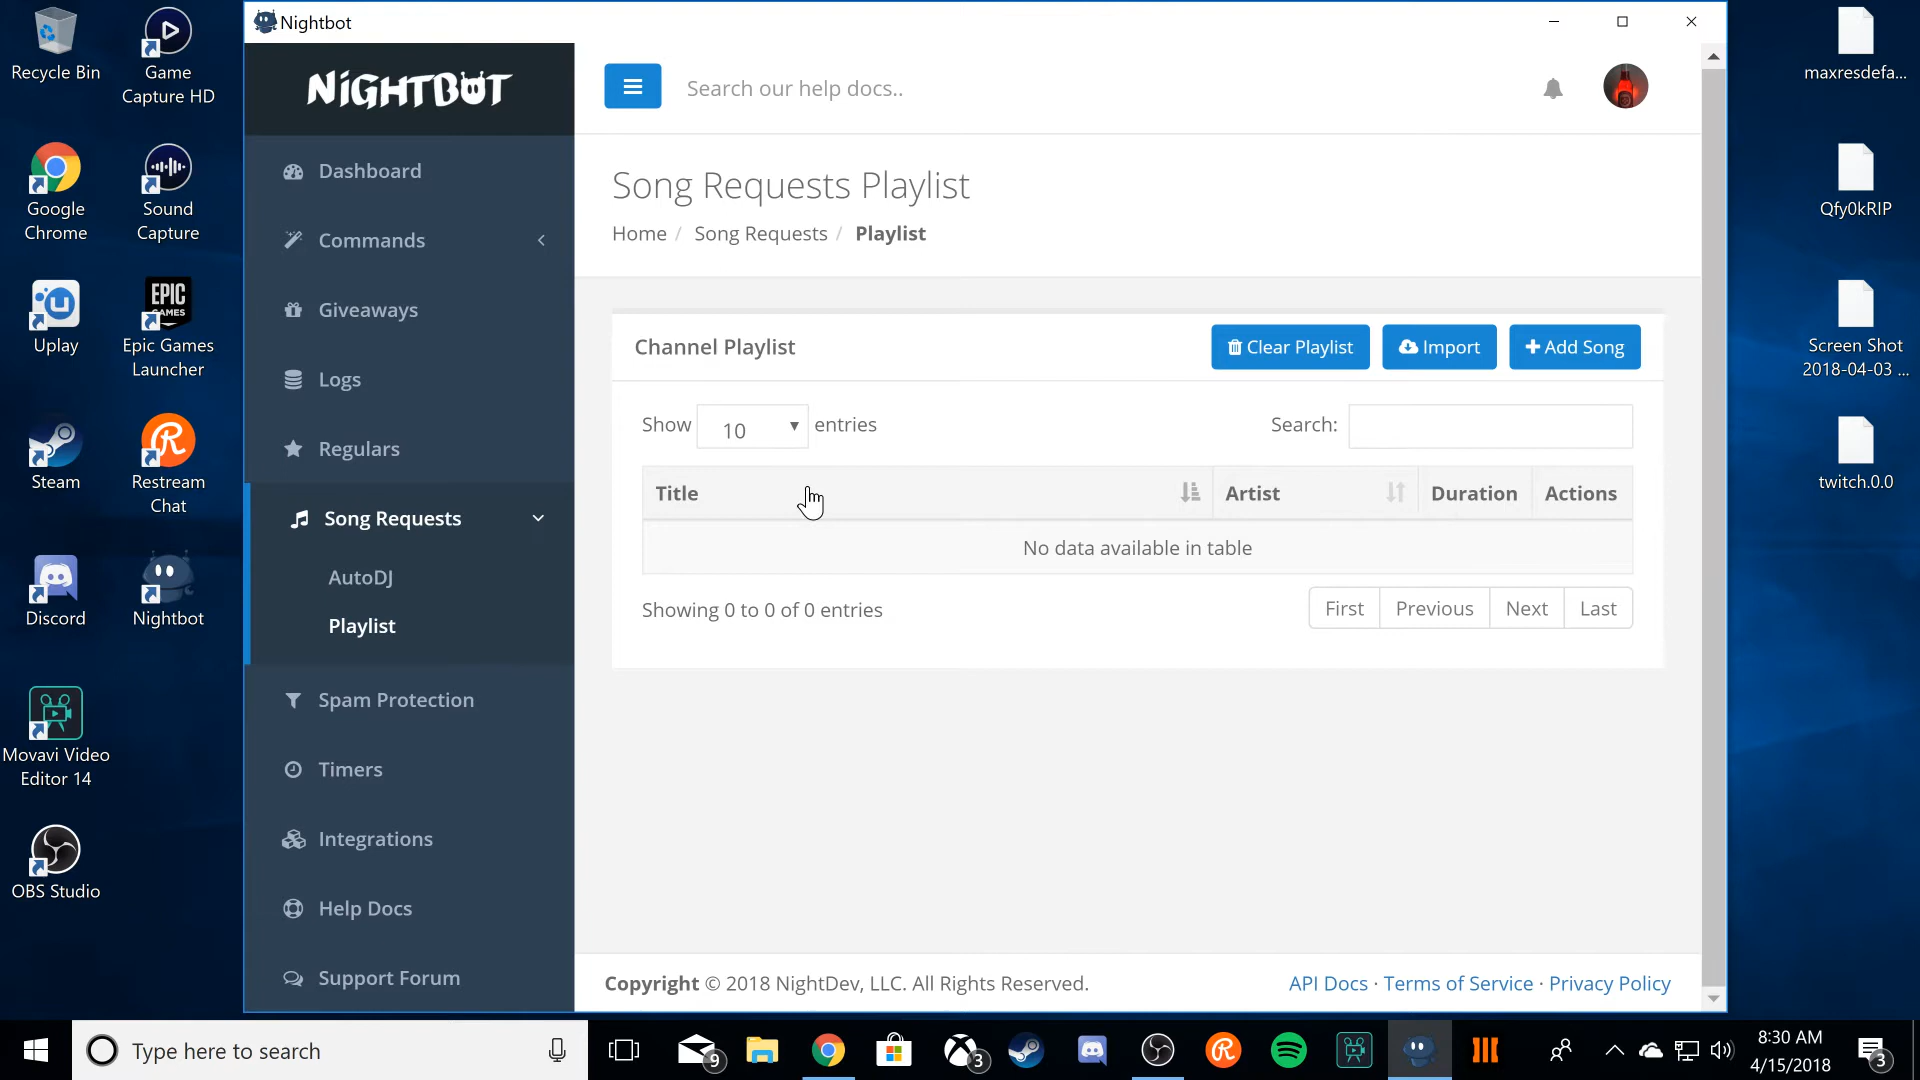 Nightbot
NiGHTBOT
Search our help docs..
Dashboard
Commands
Giveaways
Logs
Regulars
Song Requests
AutoDJ
Playlist
Spam Protection
Timers
Integrations
Help Docs
Support Forum
Song Requests Playlist
Home / Song Requests / Playlist
Channel Playlist
Clear Playlist
Import
Add Song
Show 10 entries
Search:
Title Artist Duration Actions
No data available in table
Showing 0 to 0 of 0 entries
First Previous Next Last
Copyright © 2018 NightDev, LLC. All Rights Reserved.
API Docs · Terms of Service · Privacy Policy
Recycle Bin
Game
Capture HD
Google
Chrome
Sound
Capture
Uplay
EPIC
GAMES
Epic Games
Launcher
Steam
Restream
Chat
Discord
Nightbot
Movavi Video
Editor 14
OBS Studio
maxresdefa...
Qfy0kRIP
Screen Shot
2018-04-03 ...
twitch.0.0
Type here to search
9
3
8:30 AM
4/15/2018
3